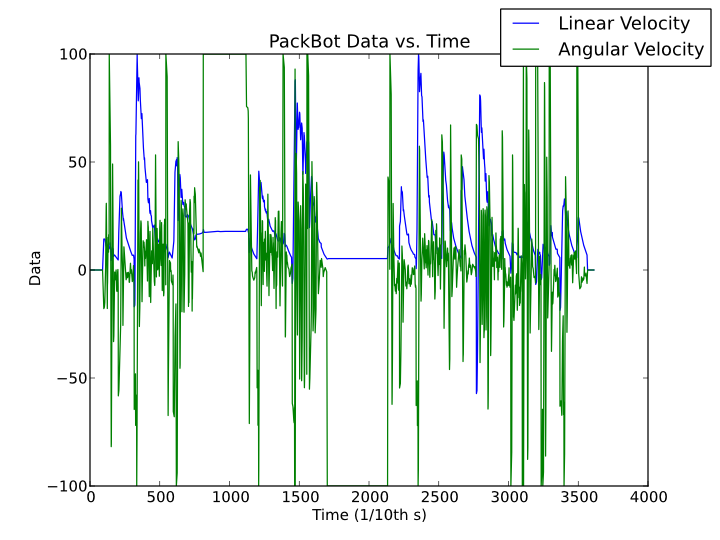 PackBot Data vs. Time
Linear Velocity
Angular Velocity
100
50
0
−50
−100
Data
0 500 1000 1500 2000 2500 3000 3500 4000
Time (1/10th s)